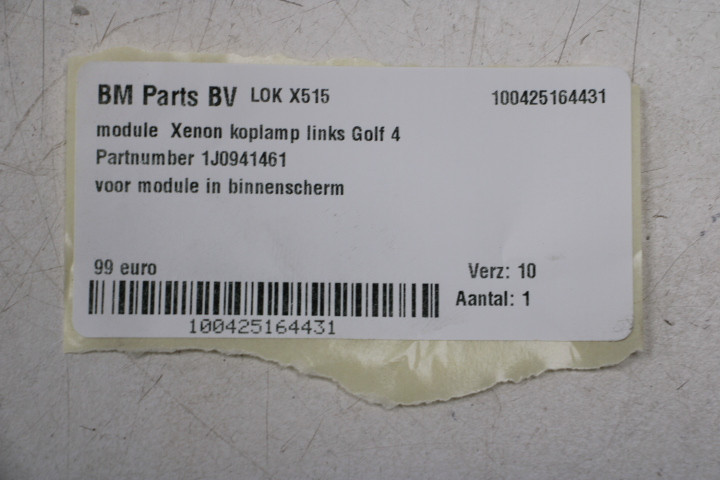 BM Parts BV LOK X515 100425164431
module Xenon koplamp links Golf 4
Partnumber 1J0941461
voor module in binnenscherm
99 euro Verz: 10
Aantal: 1
100425164431